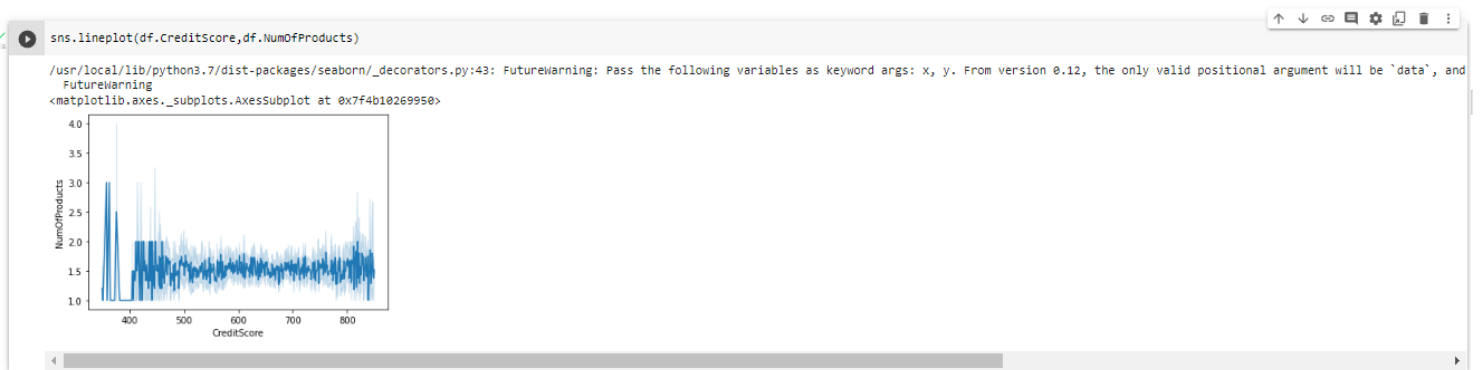 sns.lineplot(df.CreditScore,df.NumOfProducts)
/usr/local/lib/python3.7/dist-packages/seaborn/_decorators.py:43: FutureWarning: Pass the following variables as keyword args: x, y. From version 0.12, the only valid positional argument will be `data`, and
FutureWarning
<matplotlib.axes._subplots.AxesSubplot at 0x7f4b10269950>
4.0
3.5
3.0
2.5
2.0
1.5
1.0
NumOfProducts
400 500 600 700 800
CreditScore